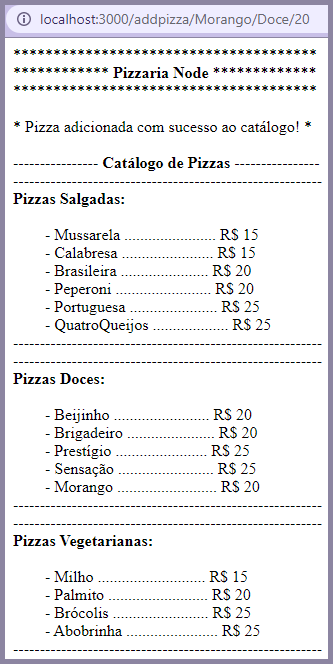 localhost:3000/addpizza/Morango/Doce/20
**************************************
************ Pizzaria Node *************
**************************************
* Pizza adicionada com sucesso ao catálogo! *
---------------- Catálogo de Pizzas ----------------
----------------------------------------------------------
Pizzas Salgadas:
- Mussarela ....................... R$ 15
- Calabresa ....................... R$ 15
- Brasileira ...................... R$ 20
- Peperoni ........................ R$ 20
- Portuguesa ...................... R$ 25
- QuatroQueijos ................... R$ 25
----------------------------------------------------------
----------------------------------------------------------
Pizzas Doces:
- Beijinho ........................ R$ 20
- Brigadeiro ...................... R$ 20
- Prestígio ....................... R$ 25
- Sensação ........................ R$ 25
- Morango ......................... R$ 20
----------------------------------------------------------
----------------------------------------------------------
Pizzas Vegetarianas:
- Milho ........................... R$ 15
- Palmito ......................... R$ 20
- Brócolis ........................ R$ 25
- Abobrinha ....................... R$ 25
----------------------------------------------------------